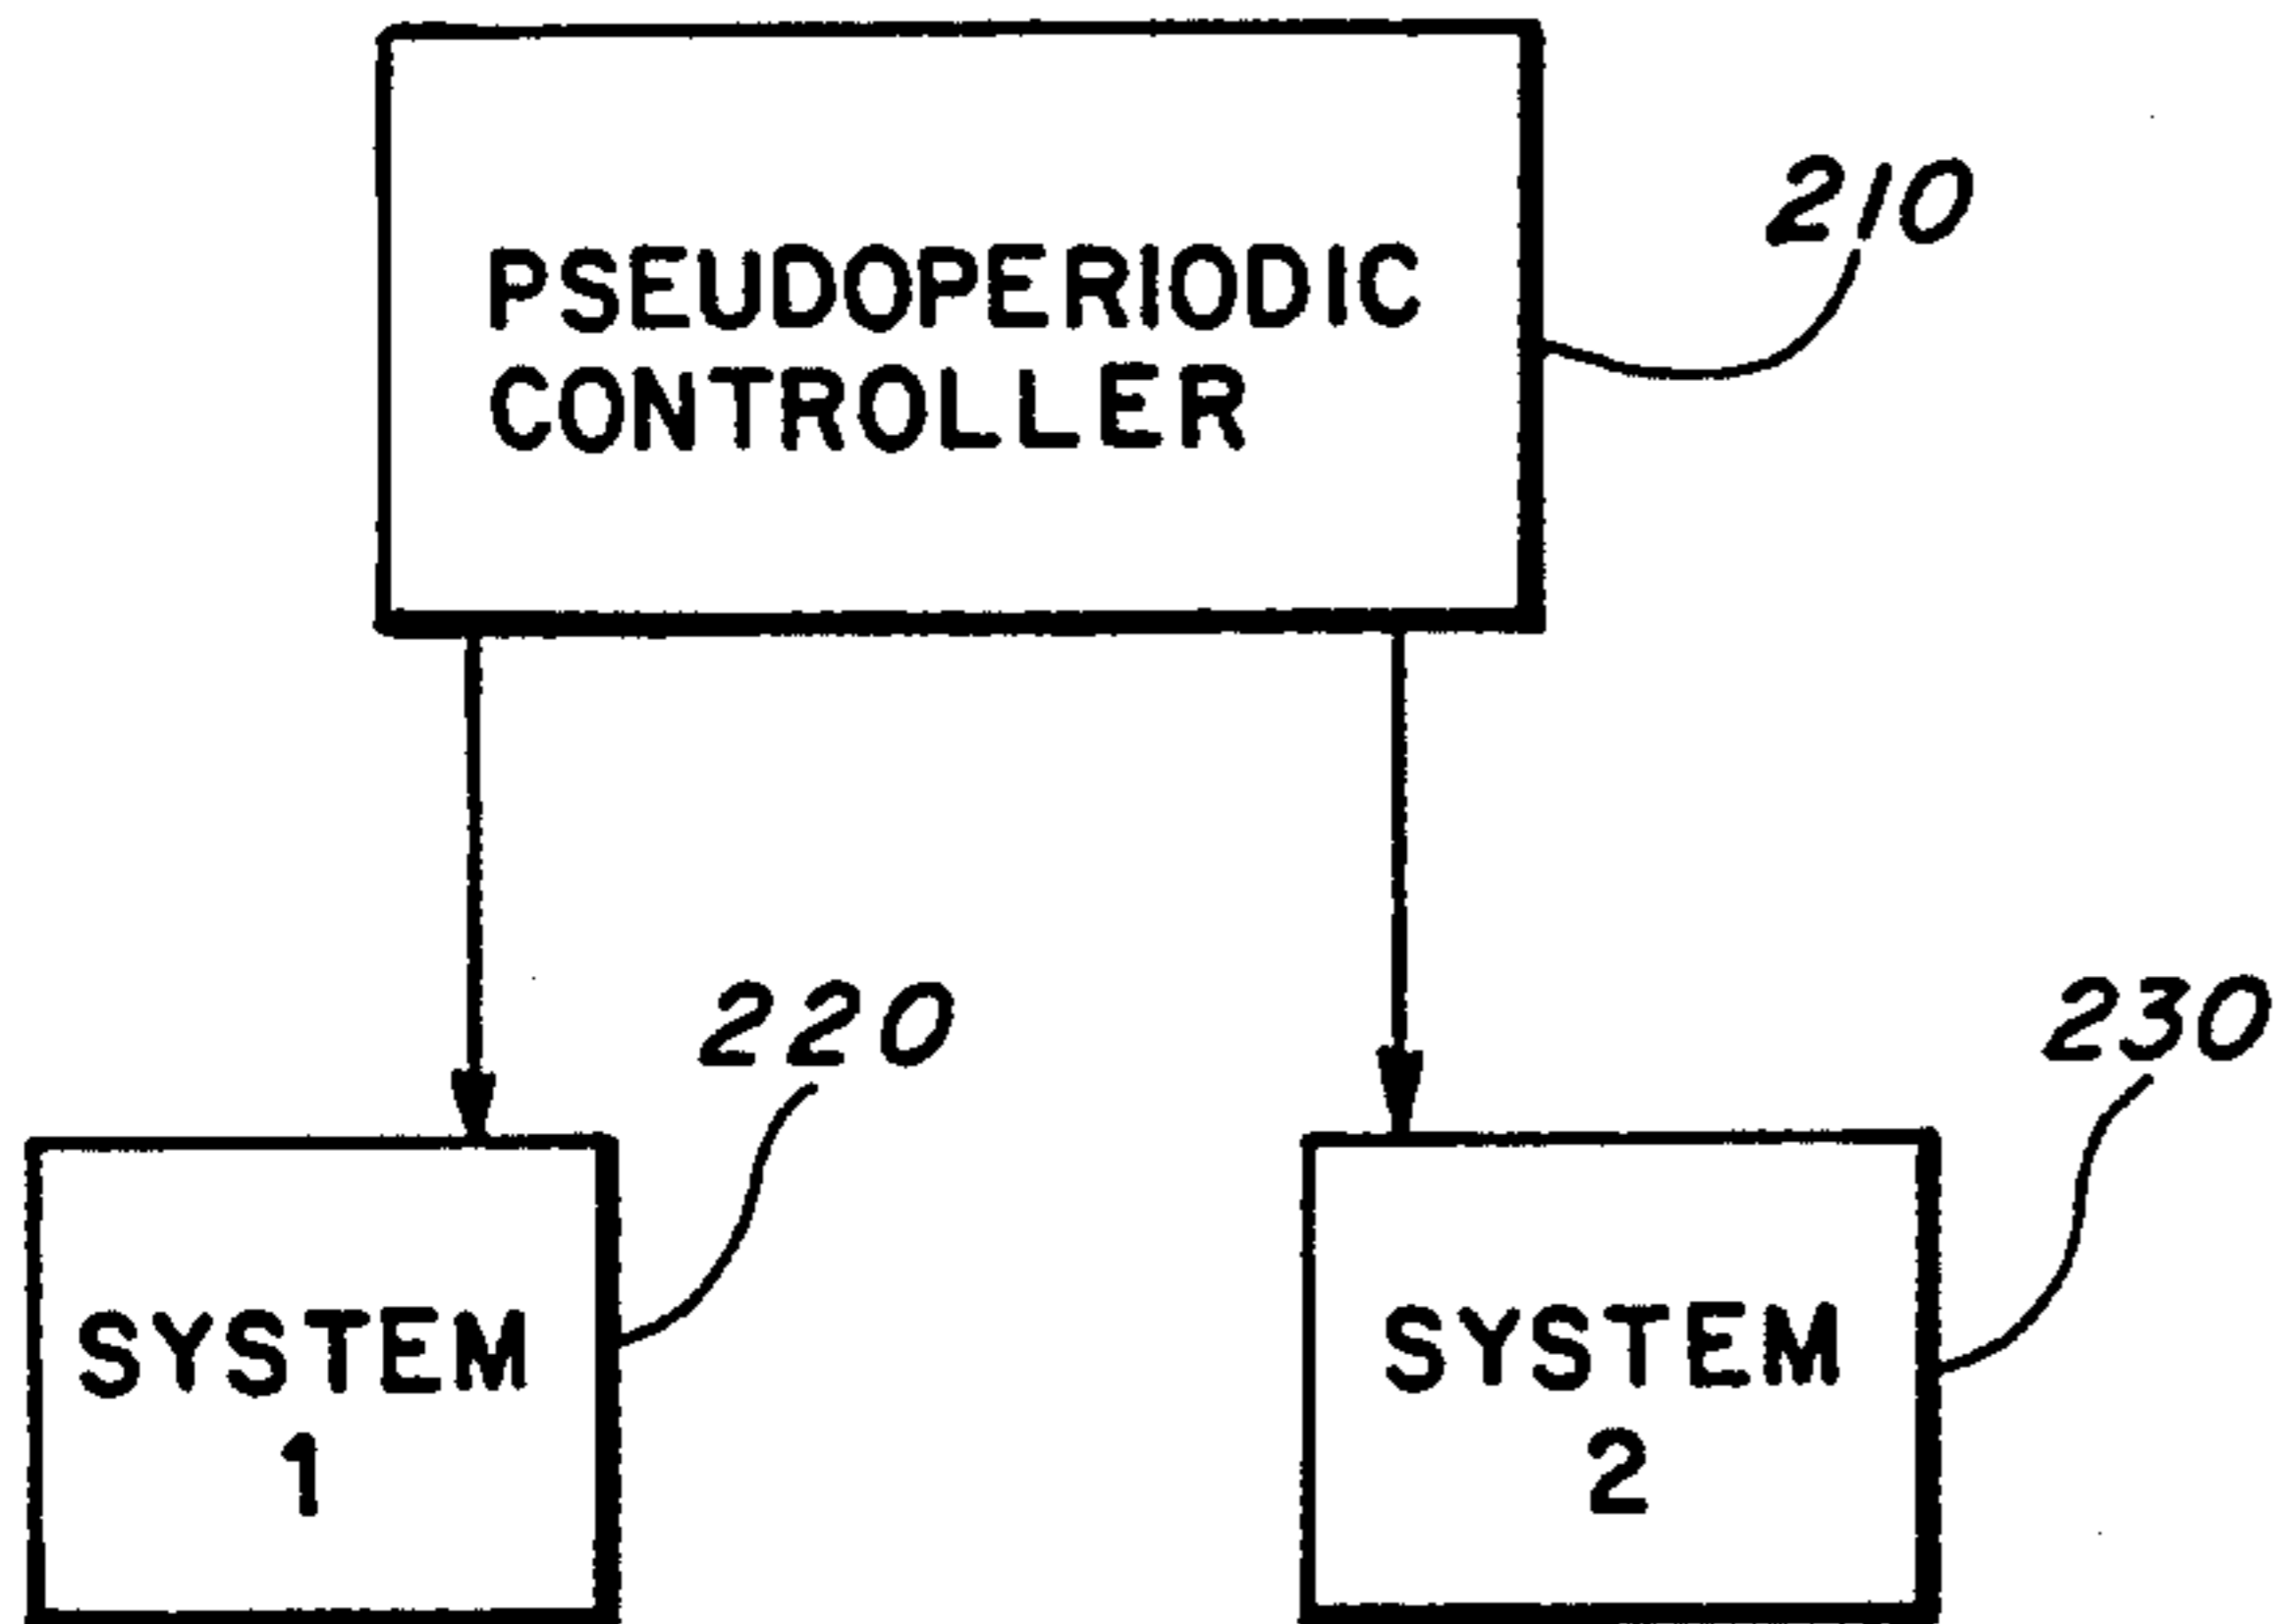 PSEUDOPERIODIC
CONTROLLER
210
220
230
SYSTEM
1
SYSTEM
2